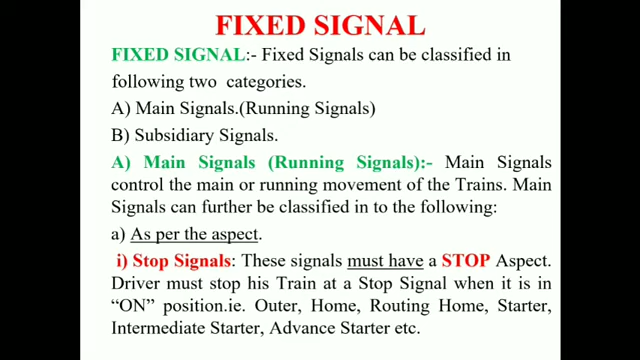 FIXED SIGNAL
FIXED SIGNAL:- Fixed Signals can be classified in
following two categories.
A) Main Signals.(Running Signals)
B) Subsidiary Signals.
A) Main Signals (Running Signals):- Main Signals
control the main or running movement of the Trains. Main
Signals can further be classified in to the following:
a) As per the aspect.
i) Stop Signals: These signals must have a STOP Aspect.
Driver must stop his Train at a Stop Signal when it is in
“ON” position.ie. Outer, Home, Routing Home, Starter,
Intermediate Starter, Advance Starter etc.